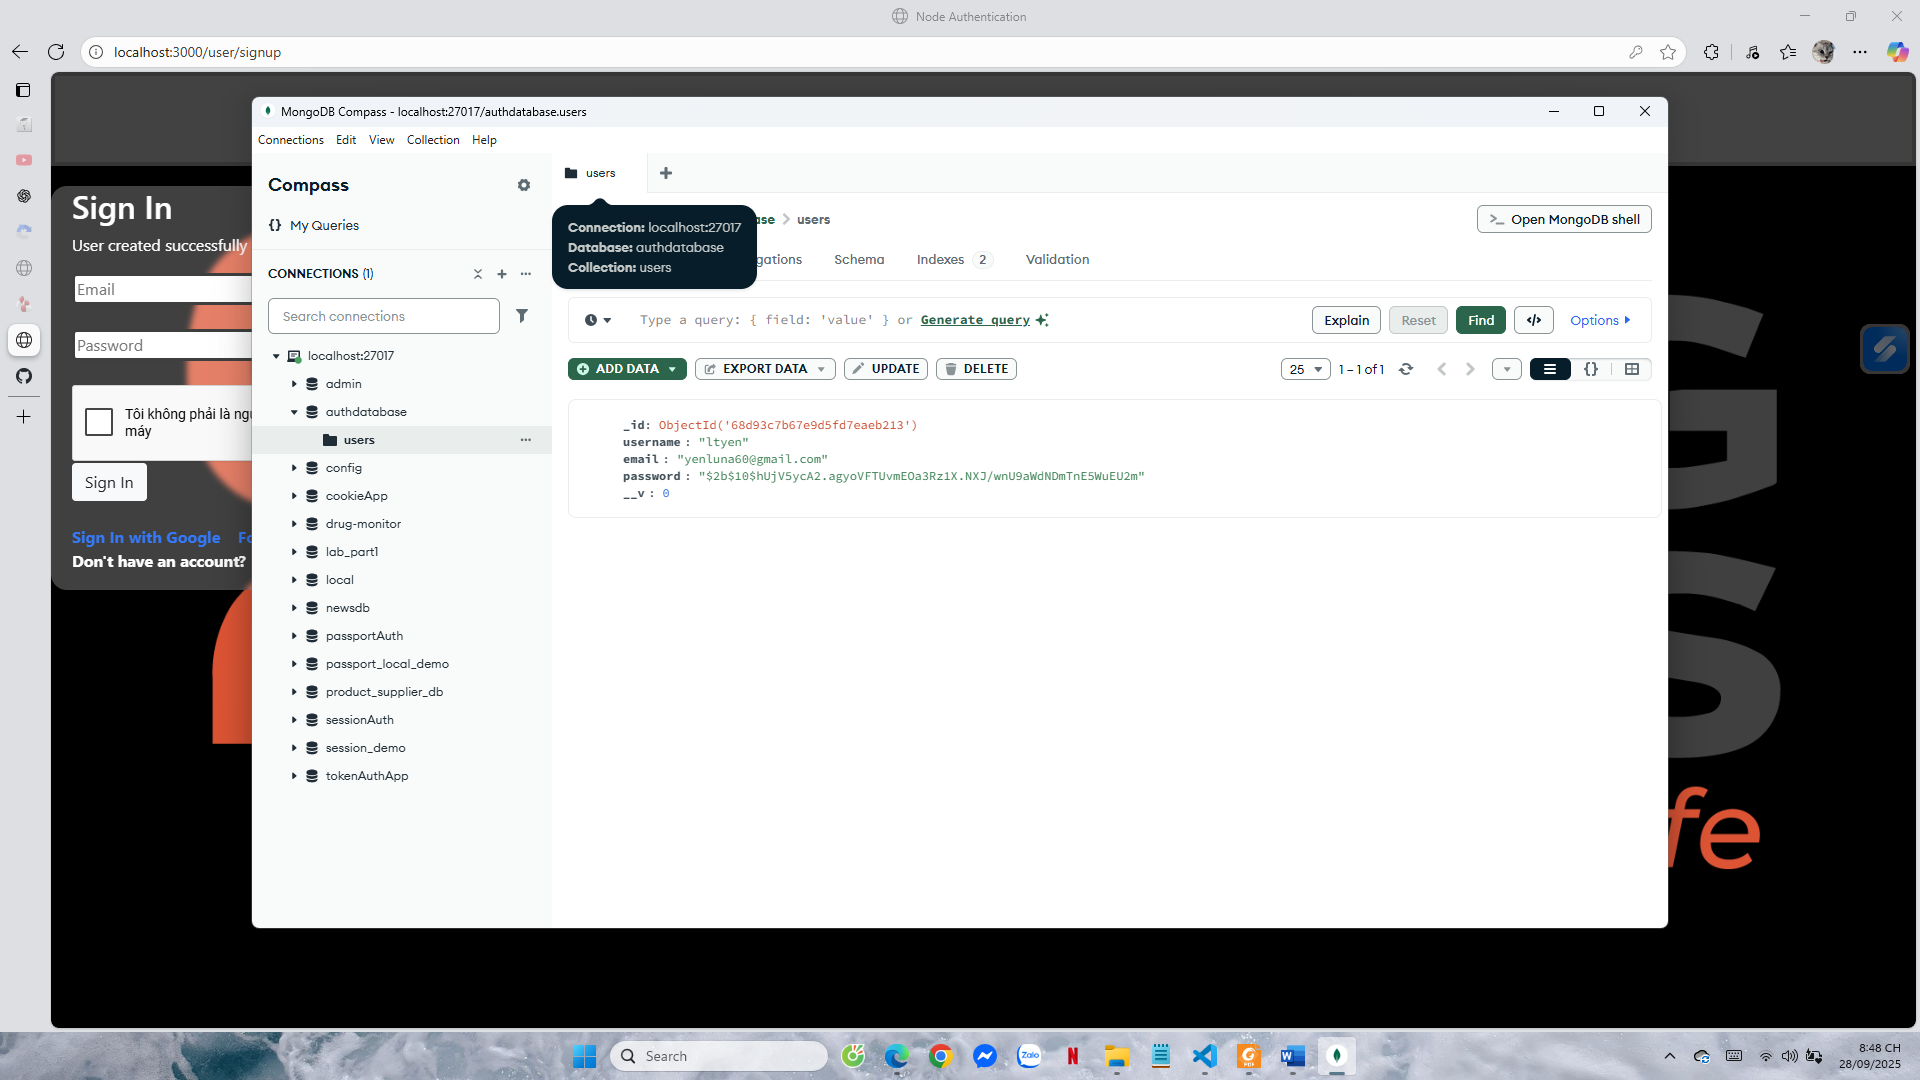 Node Authentication
localhost:3000/user/signup
MongoDB Compass - localhost:27017/authdatabase.users
Connections Edit View Collection Help
Compass
{} My Queries
CONNECTIONS (1)
Search connections
localhost:27017
admin
authdatabase
users
config
cookieApp
drug-monitor
lab_part1
local
newsdb
passportAuth
passport_local_demo
product_supplier_db
sessionAuth
session_demo
tokenAuthApp
users
users
Open MongoDB shell
Connection: localhost:27017
Database: authdatabase
Collection: users
Schema Indexes 2 Validation
Type a query: { field: 'value' } or Generate query
Explain Reset Find </> Options
ADD DATA EXPORT DATA UPDATE DELETE
25 1 – 1 of 1 {}
_id: ObjectId('68d93c7b67e9d5fd7eaeb213')
username : "ltyen"
email : "yenluna60@gmail.com"
password : "$2b$10$hUjV5ycA2.agyoVFTUvmEOa3Rz1X.NXJ/wnU9aWdNDmTnE5WuEU2m"
__v : 0
Sign In
User created successfully
Email
Password
Tôi không phải là
máy
Sign In
Sign In with Google
Don't have an account?
G
S
fe
Search
Zalo
N
8:48 CH
28/09/2025